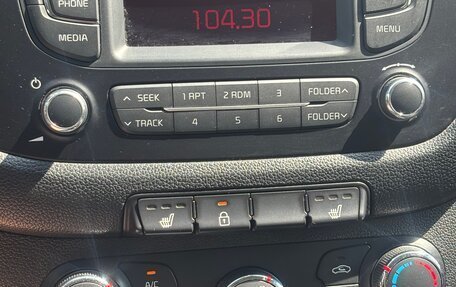 PHONE
104.30
MEDIA
MENU
SEEK 1 RPT 2 RDM 3 FOLDER
TRACK 4 5 6 FOLDER
A/C